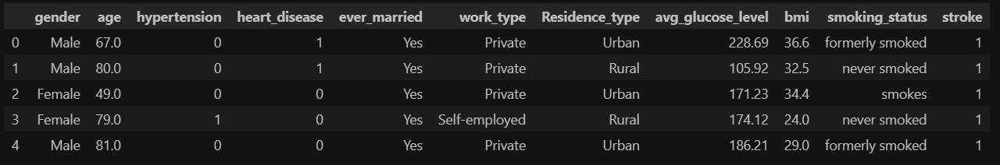 gender age hypertension heart_disease ever_married work_type Residence_type avg_glucose_level bmi smoking_status stroke
0 Male 67.0 0 1 Yes Private Urban 228.69 36.6 formerly smoked 1
1 Male 80.0 0 1 Yes Private Rural 105.92 32.5 never smoked 1
2 Female 49.0 0 0 Yes Private Urban 171.23 34.4 smokes 1
3 Female 79.0 1 0 Yes Self-employed Rural 174.12 24.0 never smoked 1
4 Male 81.0 0 0 Yes Private Urban 186.21 29.0 formerly smoked 1